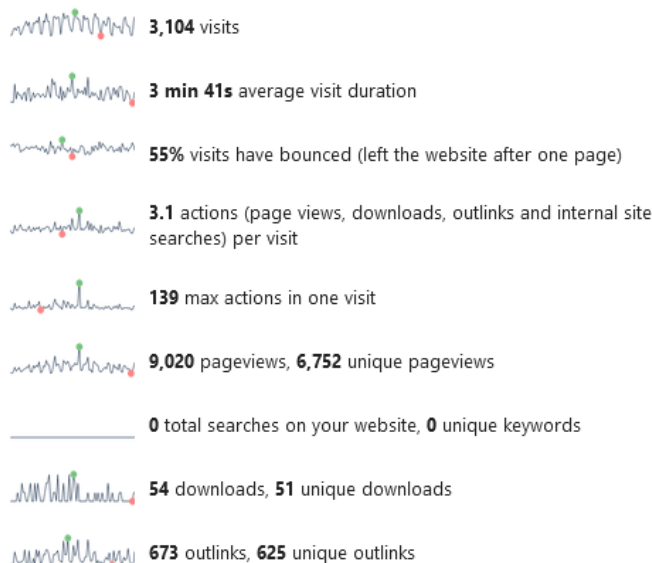 3,104 visits
3 min 41s average visit duration
55% visits have bounced (left the website after one page)
3.1 actions (page views, downloads, outlinks and internal site
searches) per visit
139 max actions in one visit
9,020 pageviews, 6,752 unique pageviews
0 total searches on your website, 0 unique keywords
54 downloads, 51 unique downloads
673 outlinks, 625 unique outlinks